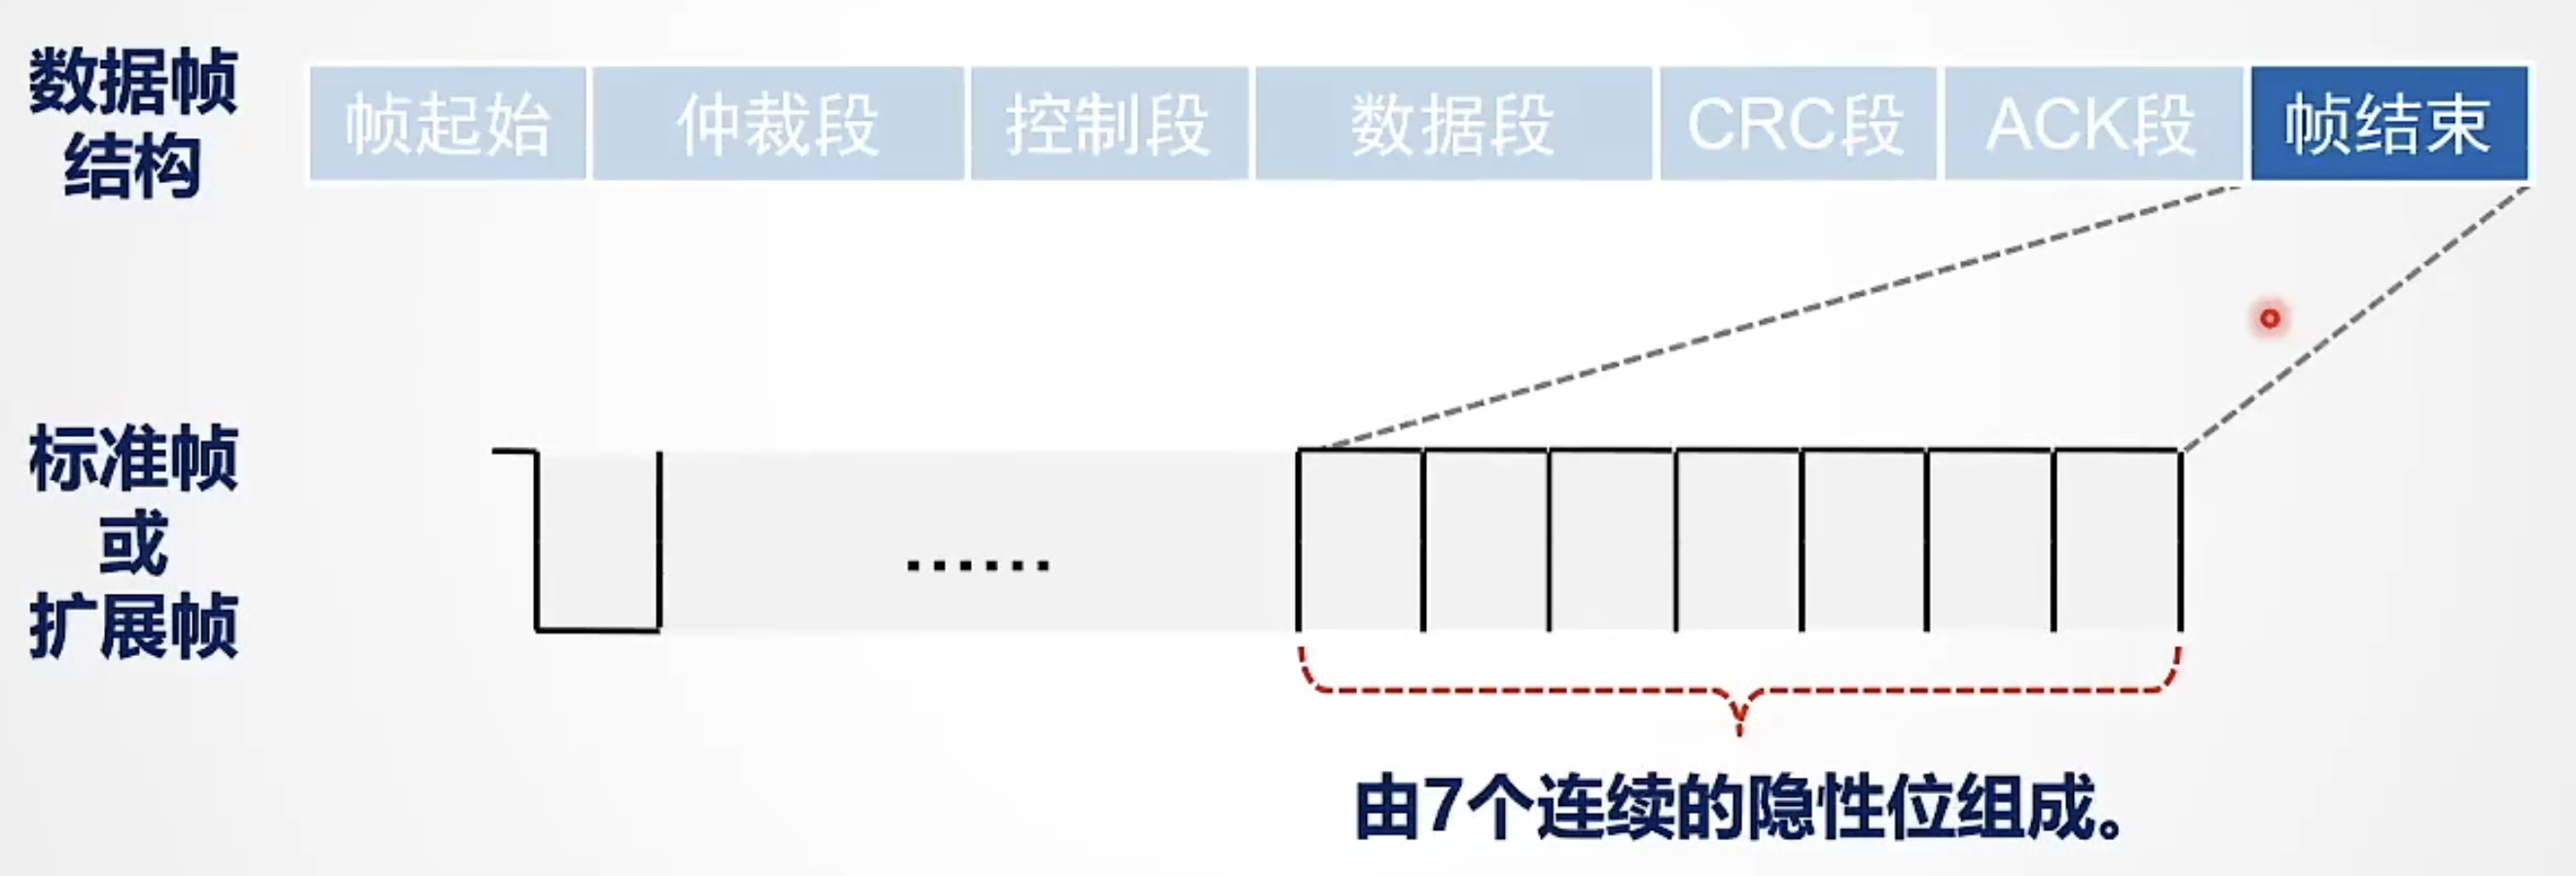 数据帧
结构
帧起始 仲裁段 控制段 数据段 CRC段 ACK段 帧结束
标准帧
或
扩展帧
......
由7个连续的隐性位组成。